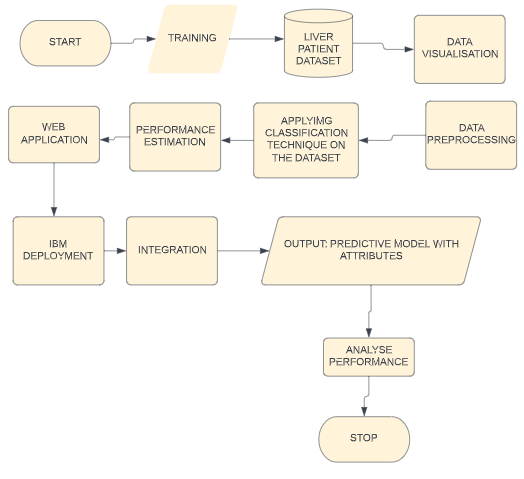 START
TRAINING
LIVER
PATIENT
DATASET
DATA
VISUALISATION
WEB
APPLICATION
PERFORMANCE
ESTIMATION
APPLYIMG
CLASSIFICATION
TECHNIQUE ON
THE DATASET
DATA
PREPROCESSING
IBM
DEPLOYMENT
INTEGRATION
OUTPUT: PREDICTIVE MODEL WITH
ATTRIBUTES
ANALYSE
PERFORMANCE
STOP